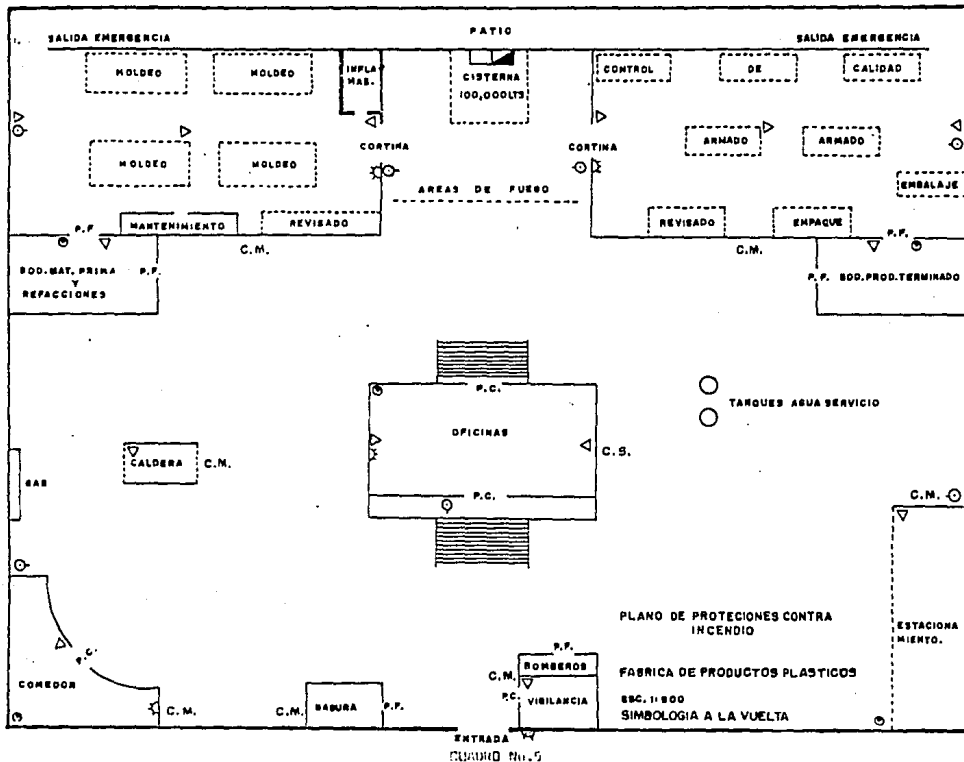 PATIO
SALIDA EMERGENCIA
SALIDA EMERGENCIA
MOLDEO
MOLDEO
INFLA
MAB.
CISTERNA
100,000LTS
CONTROL
DE
CALIDAD
MOLDEO
MOLDEO
CORTINA
CORTINA
ARMADO
ARMADO
AREAS DE FUEGO
EMBALAJE
P.F.
MANTENIMIENTO
REVISADO
C.M.
REVISADO
EMPAQUE
C.M.
P.F.
BOD. MAT. PRIMA
Y
REFACCIONES
P.F.
P.F.
BOD. PROD. TERMINADO
P.C.
OFICINAS
TANQUES AGUA SERVICIO
CALDERA
C.M.
C.S.
GAS
P.C.
C.M.
PLANO DE PROTECIONES CONTRA
INCENDIO
ESTACIONA
MIENTO.
P.C.
COMEDOR
C.M.
C.M.
BASURA
P.F.
P.F.
BOMBEROS
C.M.
P.C.
VIGILANCIA
FABRICA DE PRODUCTOS PLASTICOS
ESC. 1:500
SIMBOLOGIA A LA VUELTA
ENTRADA
CUADRO No.5